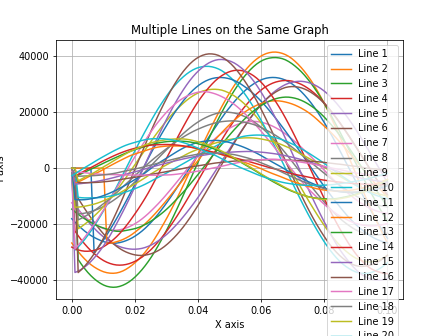 Multiple Lines on the Same Graph
40000
20000
0
−20000
−40000
0.00
0.02
0.04
0.06
0.08
X axis
axis
Line 1
Line 2
Line 3
Line 4
Line 5
Line 6
Line 7
Line 8
Line 9
Line 10
Line 11
Line 12
Line 13
Line 14
Line 15
Line 16
Line 17
Line 18
Line 19
Line 20